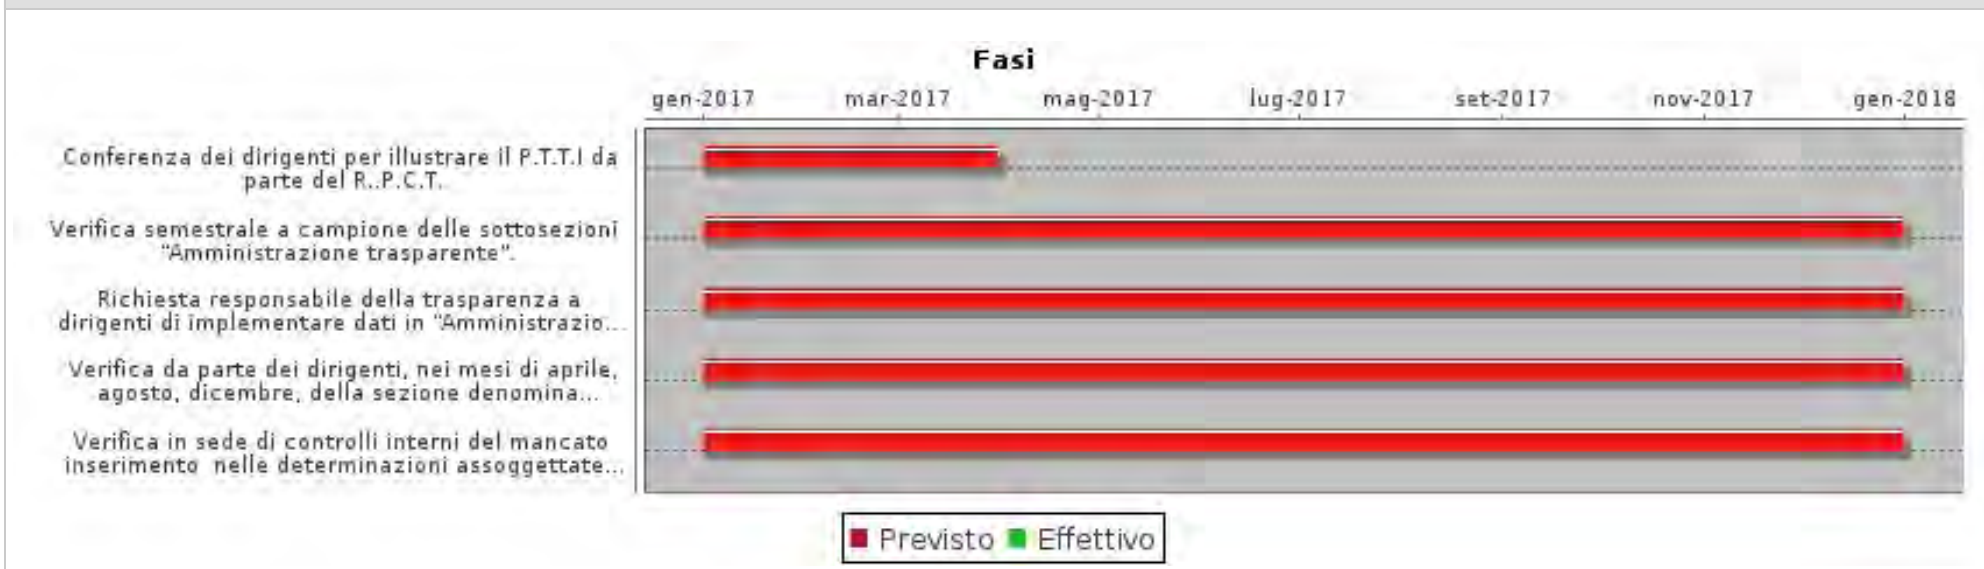 Fasi
gen-2017 mar-2017 mag-2017 lug-2017 set-2017 nov-2017 gen-2018
Conferenza dei dirigenti per illustrare il P.T.T.I da
parte del R..P.C.T.
Verifica semestrale a campione delle sottosezioni
"Amministrazione trasparente".
Richiesta responsabile della trasparenza a
dirigenti di implementare dati in "Amministrazio...
Verifica da parte dei dirigenti, nei mesi di aprile,
agosto, dicembre, della sezione denomina...
Verifica in sede di controlli interni del mancato
inserimento  nelle determinazioni assoggettate...
Previsto Effettivo